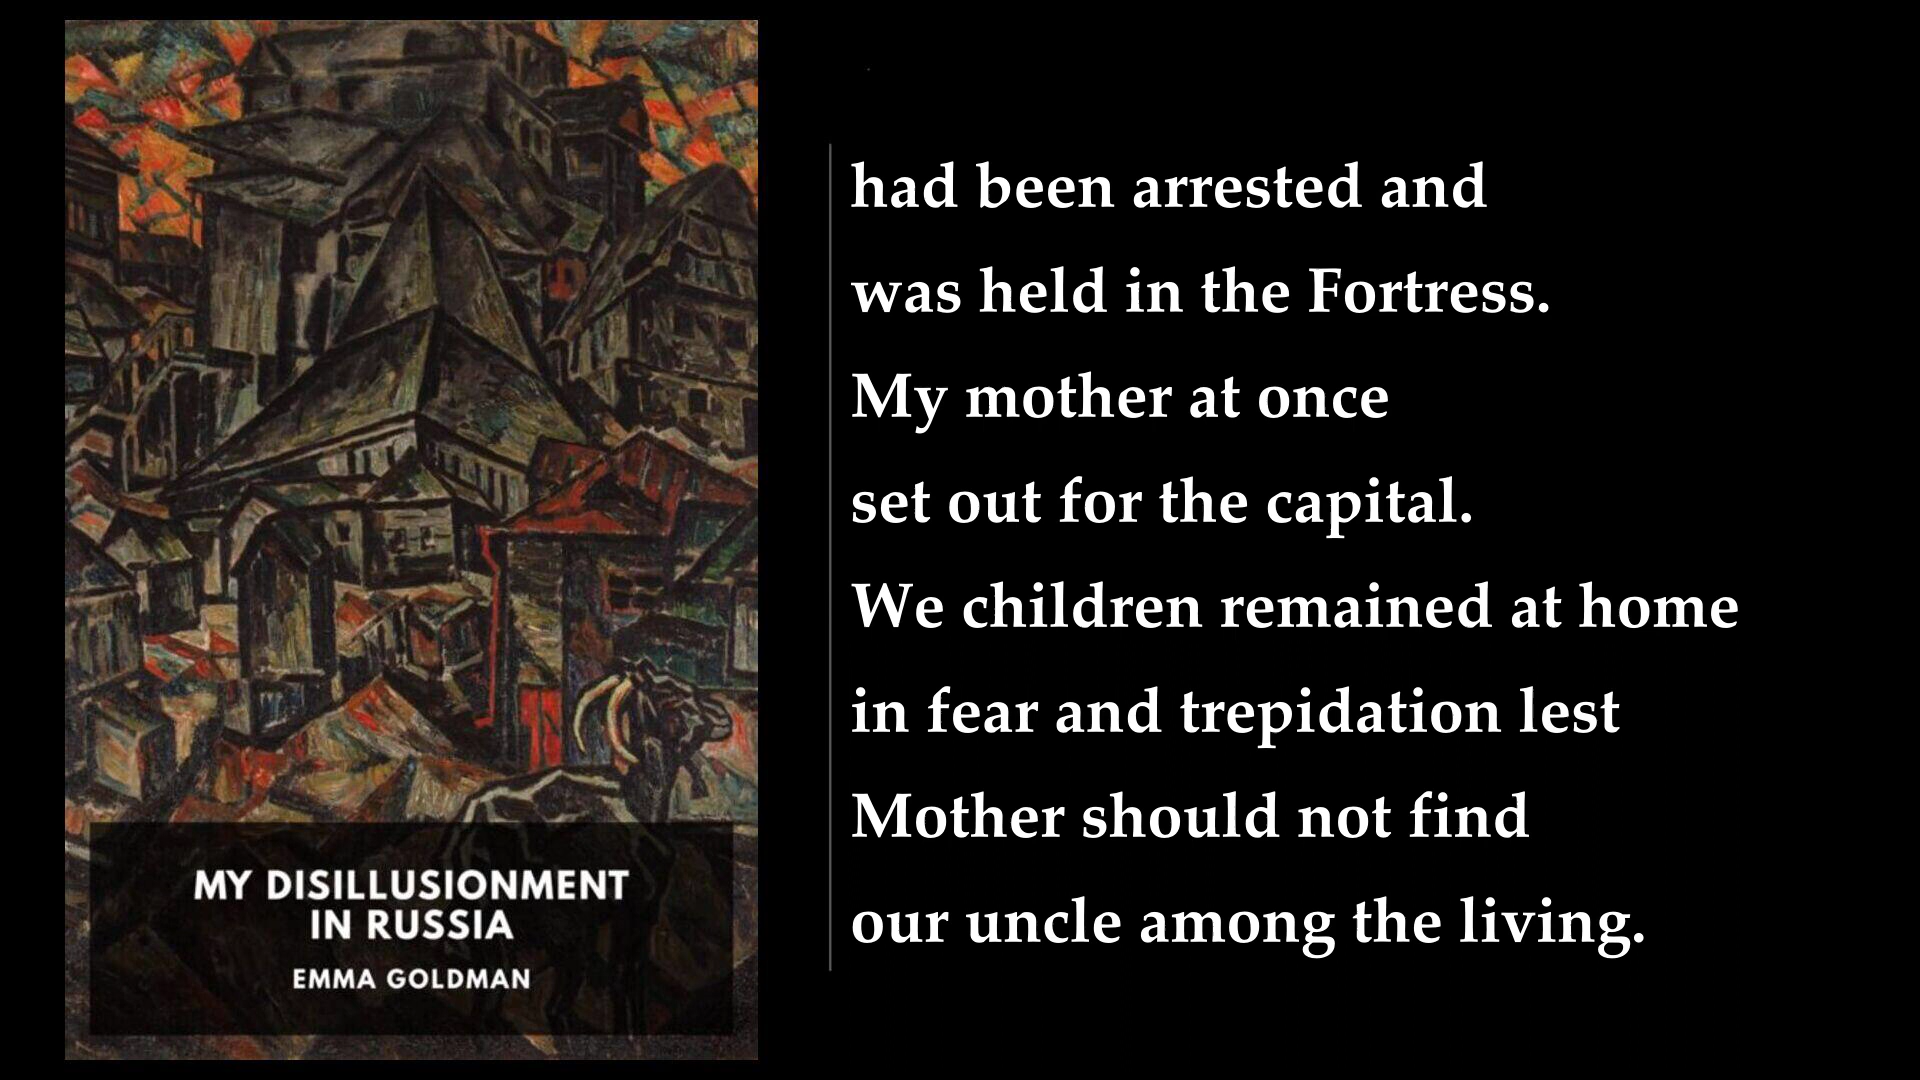 MY DISILLUSIONMENT
IN RUSSIA
EMMA GOLDMAN
had been arrested and
was held in the Fortress.
My mother at once
set out for the capital.
We children remained at home
in fear and trepidation lest
Mother should not find
our uncle among the living.